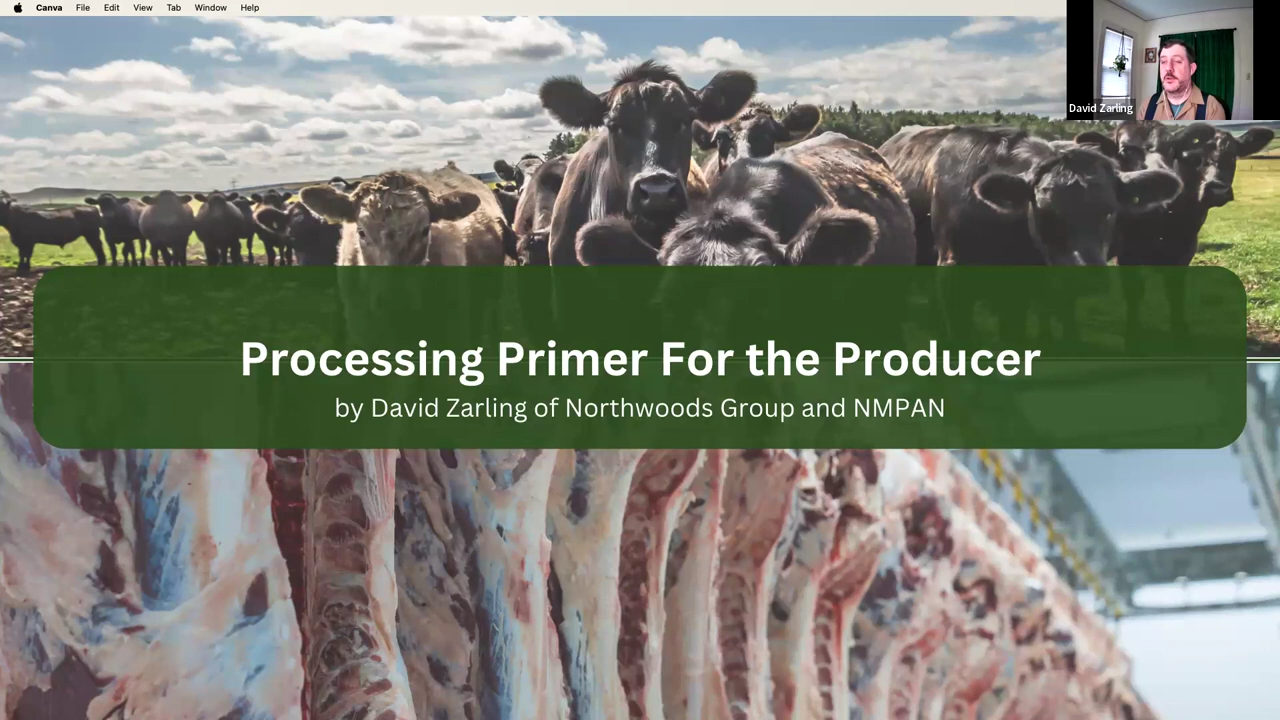 Canva File Edit View Tab Window Help
David Zarling
Processing Primer For the Producer
by David Zarling of Northwoods Group and NMPAN